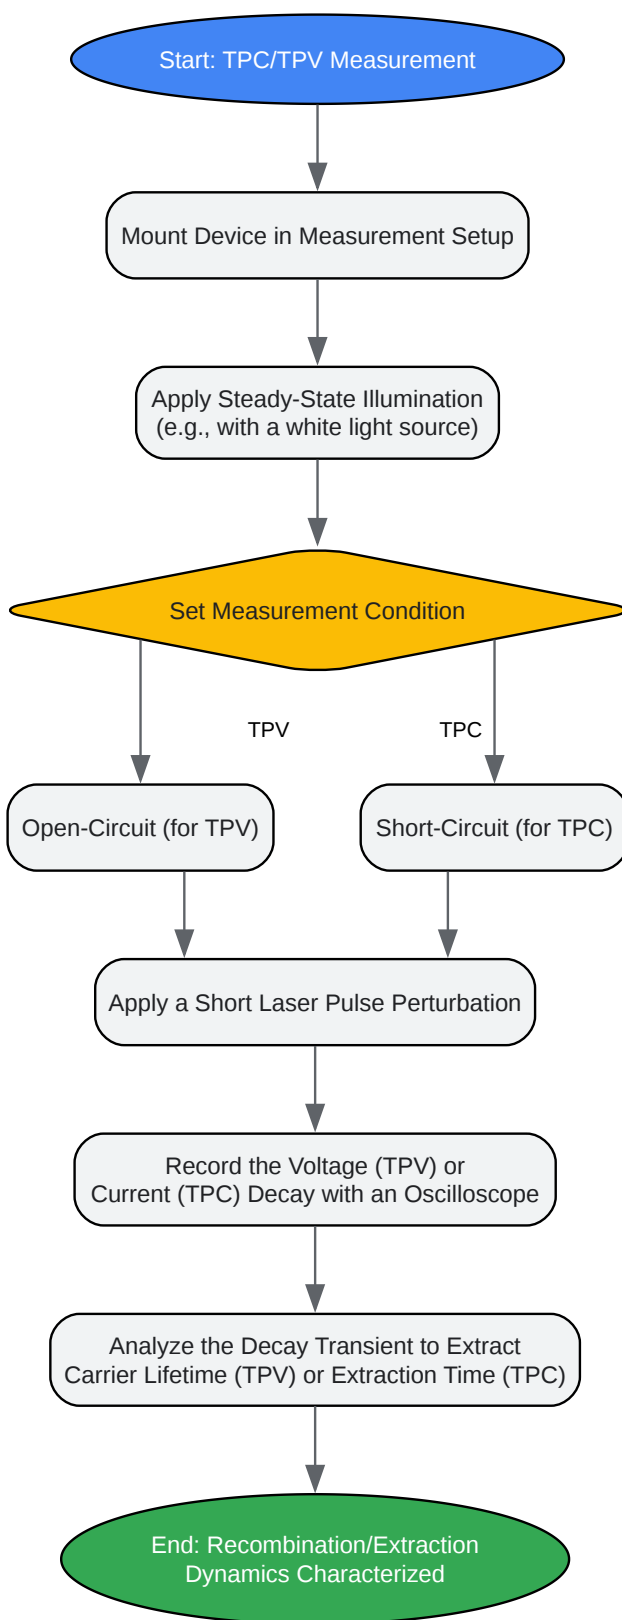 Start: TPC/TPV Measurement
Mount Device in Measurement Setup
Apply Steady-State Illumination
(e.g., with a white light source)
Set Measurement Condition
TPV
TPC
Open-Circuit (for TPV)
Short-Circuit (for TPC)
Apply a Short Laser Pulse Perturbation
Record the Voltage (TPV) or
Current (TPC) Decay with an Oscilloscope
Analyze the Decay Transient to Extract
Carrier Lifetime (TPV) or Extraction Time (TPC)
End: Recombination/Extraction
Dynamics Characterized